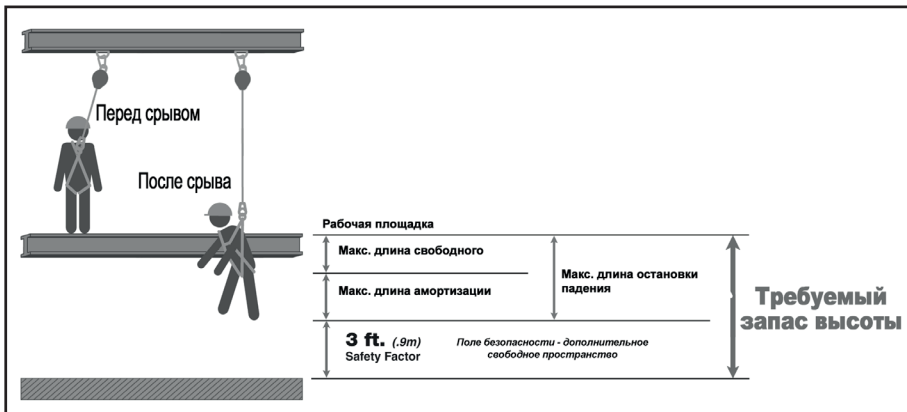 Перед срывом
После срыва
Рабочая площадка
Макс. длина свободного
Макс. длина амортизации
Макс. длина остановки
падения
3 ft. (.9m)
Safety Factor
Поле безопасности - дополнительное
свободное пространство
Требуемый
запас высоты